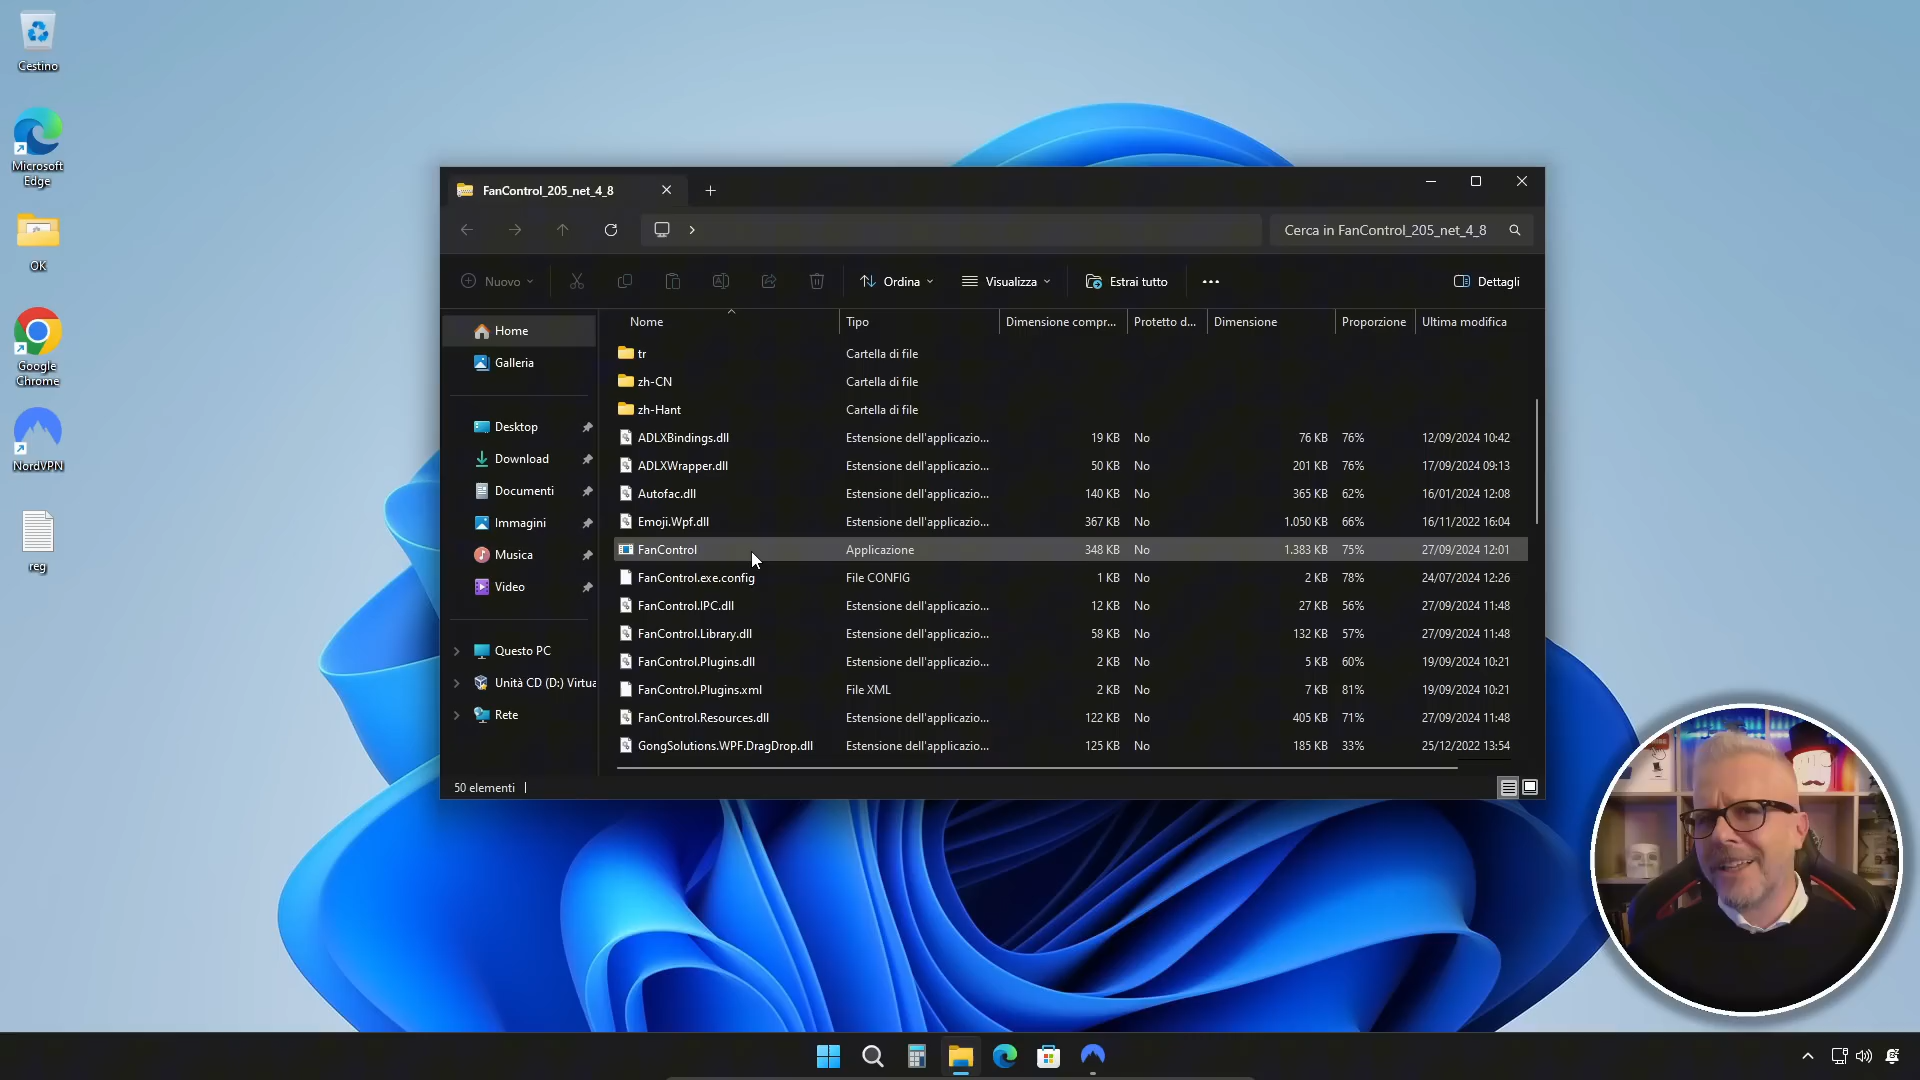 Cestino
Microsoft
Edge
OK
Google
Chrome
NordVPN
reg
FanControl_205_net_4_8
Cerca in FanControl_205_net_4_8
Nuovo
Ordina
Visualizza
Estrai tutto
Dettagli
Home
Galleria
Desktop
Download
Documenti
Immagini
Musica
Video
Questo PC
Unità CD (D:) Virtua
Rete
Nome Tipo Dimensione compr... Protetto d... Dimensione Proporzione Ultima modifica
tr Cartella di file
zh-CN Cartella di file
zh-Hant Cartella di file
ADLXBindings.dll Estensione dell'applicazio... 19 KB No 76 KB 76% 12/09/2024 10:42
ADLXWrapper.dll Estensione dell'applicazio... 50 KB No 201 KB 76% 17/09/2024 09:13
Autofac.dll Estensione dell'applicazio... 140 KB No 365 KB 62% 16/01/2024 12:08
Emoji.Wpf.dll Estensione dell'applicazio... 367 KB No 1.050 KB 66% 16/11/2022 16:04
FanControl Applicazione 348 KB No 1.383 KB 75% 27/09/2024 12:01
FanControl.exe.config File CONFIG 1 KB No 2 KB 78% 24/07/2024 12:26
FanControl.IPC.dll Estensione dell'applicazio... 12 KB No 27 KB 56% 27/09/2024 11:48
FanControl.Library.dll Estensione dell'applicazio... 58 KB No 132 KB 57% 27/09/2024 11:48
FanControl.Plugins.dll Estensione dell'applicazio... 2 KB No 5 KB 60% 19/09/2024 10:21
FanControl.Plugins.xml File XML 2 KB No 7 KB 81% 19/09/2024 10:21
FanControl.Resources.dll Estensione dell'applicazio... 122 KB No 405 KB 71% 27/09/2024 11:48
GongSolutions.WPF.DragDrop.dll Estensione dell'applicazio... 125 KB No 185 KB 33% 25/12/2022 13:54
50 elementi